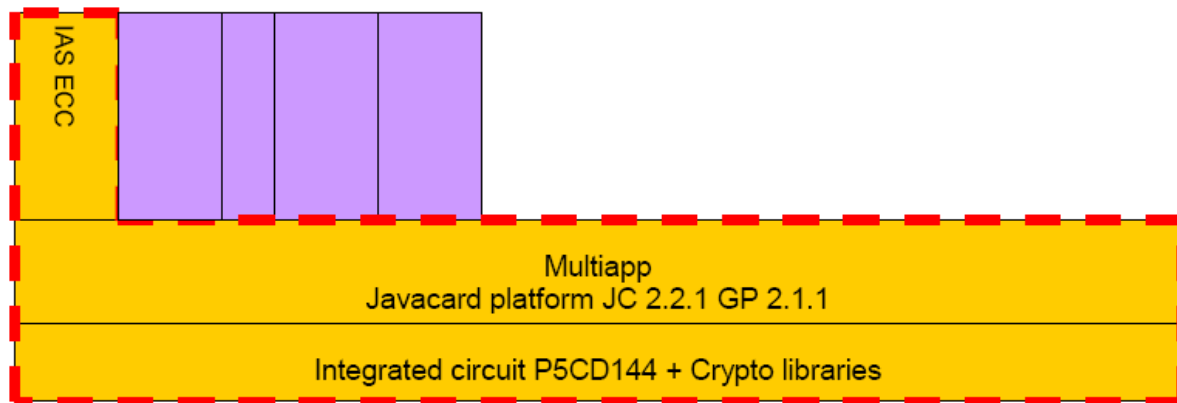 IAS ECC
Multiapp
Javacard platform JC 2.2.1 GP 2.1.1
Integrated circuit P5CD144 + Crypto libraries